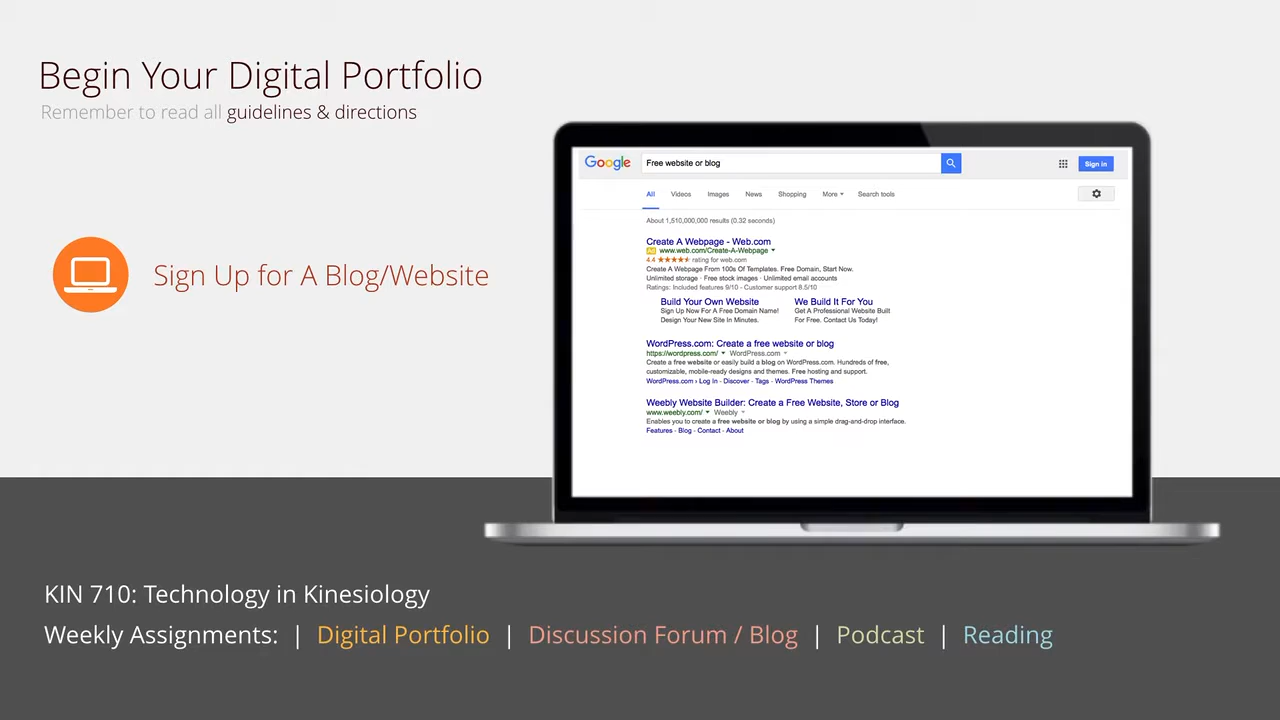 Begin Your Digital Portfolio
Remember to read all guidelines & directions
Google
Free website or blog
Sign in
All Videos Images News Shopping More Search tools
About 1,510,000,000 results (0.32 seconds)
Create A Webpage - Web.com
Ad www.web.com/Create-A-Webpage
4.4 ★★★★★ rating for web.com
Create A Webpage From 100s Of Templates. Free Domain, Start Now.
Unlimited storage · Free stock images · Unlimited email accounts
Ratings: Included features 9/10 - Customer support 8.5/10
Build Your Own Website
Sign Up Now For A Free Domain Name!
Design Your New Site In Minutes.
We Build It For You
Get A Professional Website Built
For Free. Contact Us Today!
WordPress.com: Create a free website or blog
https://wordpress.com/ WordPress.com
Create a free website or easily build a blog on WordPress.com. Hundreds of free,
customizable, mobile-ready designs and themes. Free hosting and support.
WordPress.com › Log In - Discover - Tags - WordPress Themes
Weebly Website Builder: Create a Free Website, Store or Blog
www.weebly.com/ Weebly
Enables you to create a free website or blog by using a simple drag-and-drop interface.
Features - Blog - Contact - About
Sign Up for A Blog/Website
KIN 710: Technology in Kinesiology
Weekly Assignments: | Digital Portfolio | Discussion Forum / Blog | Podcast | Reading